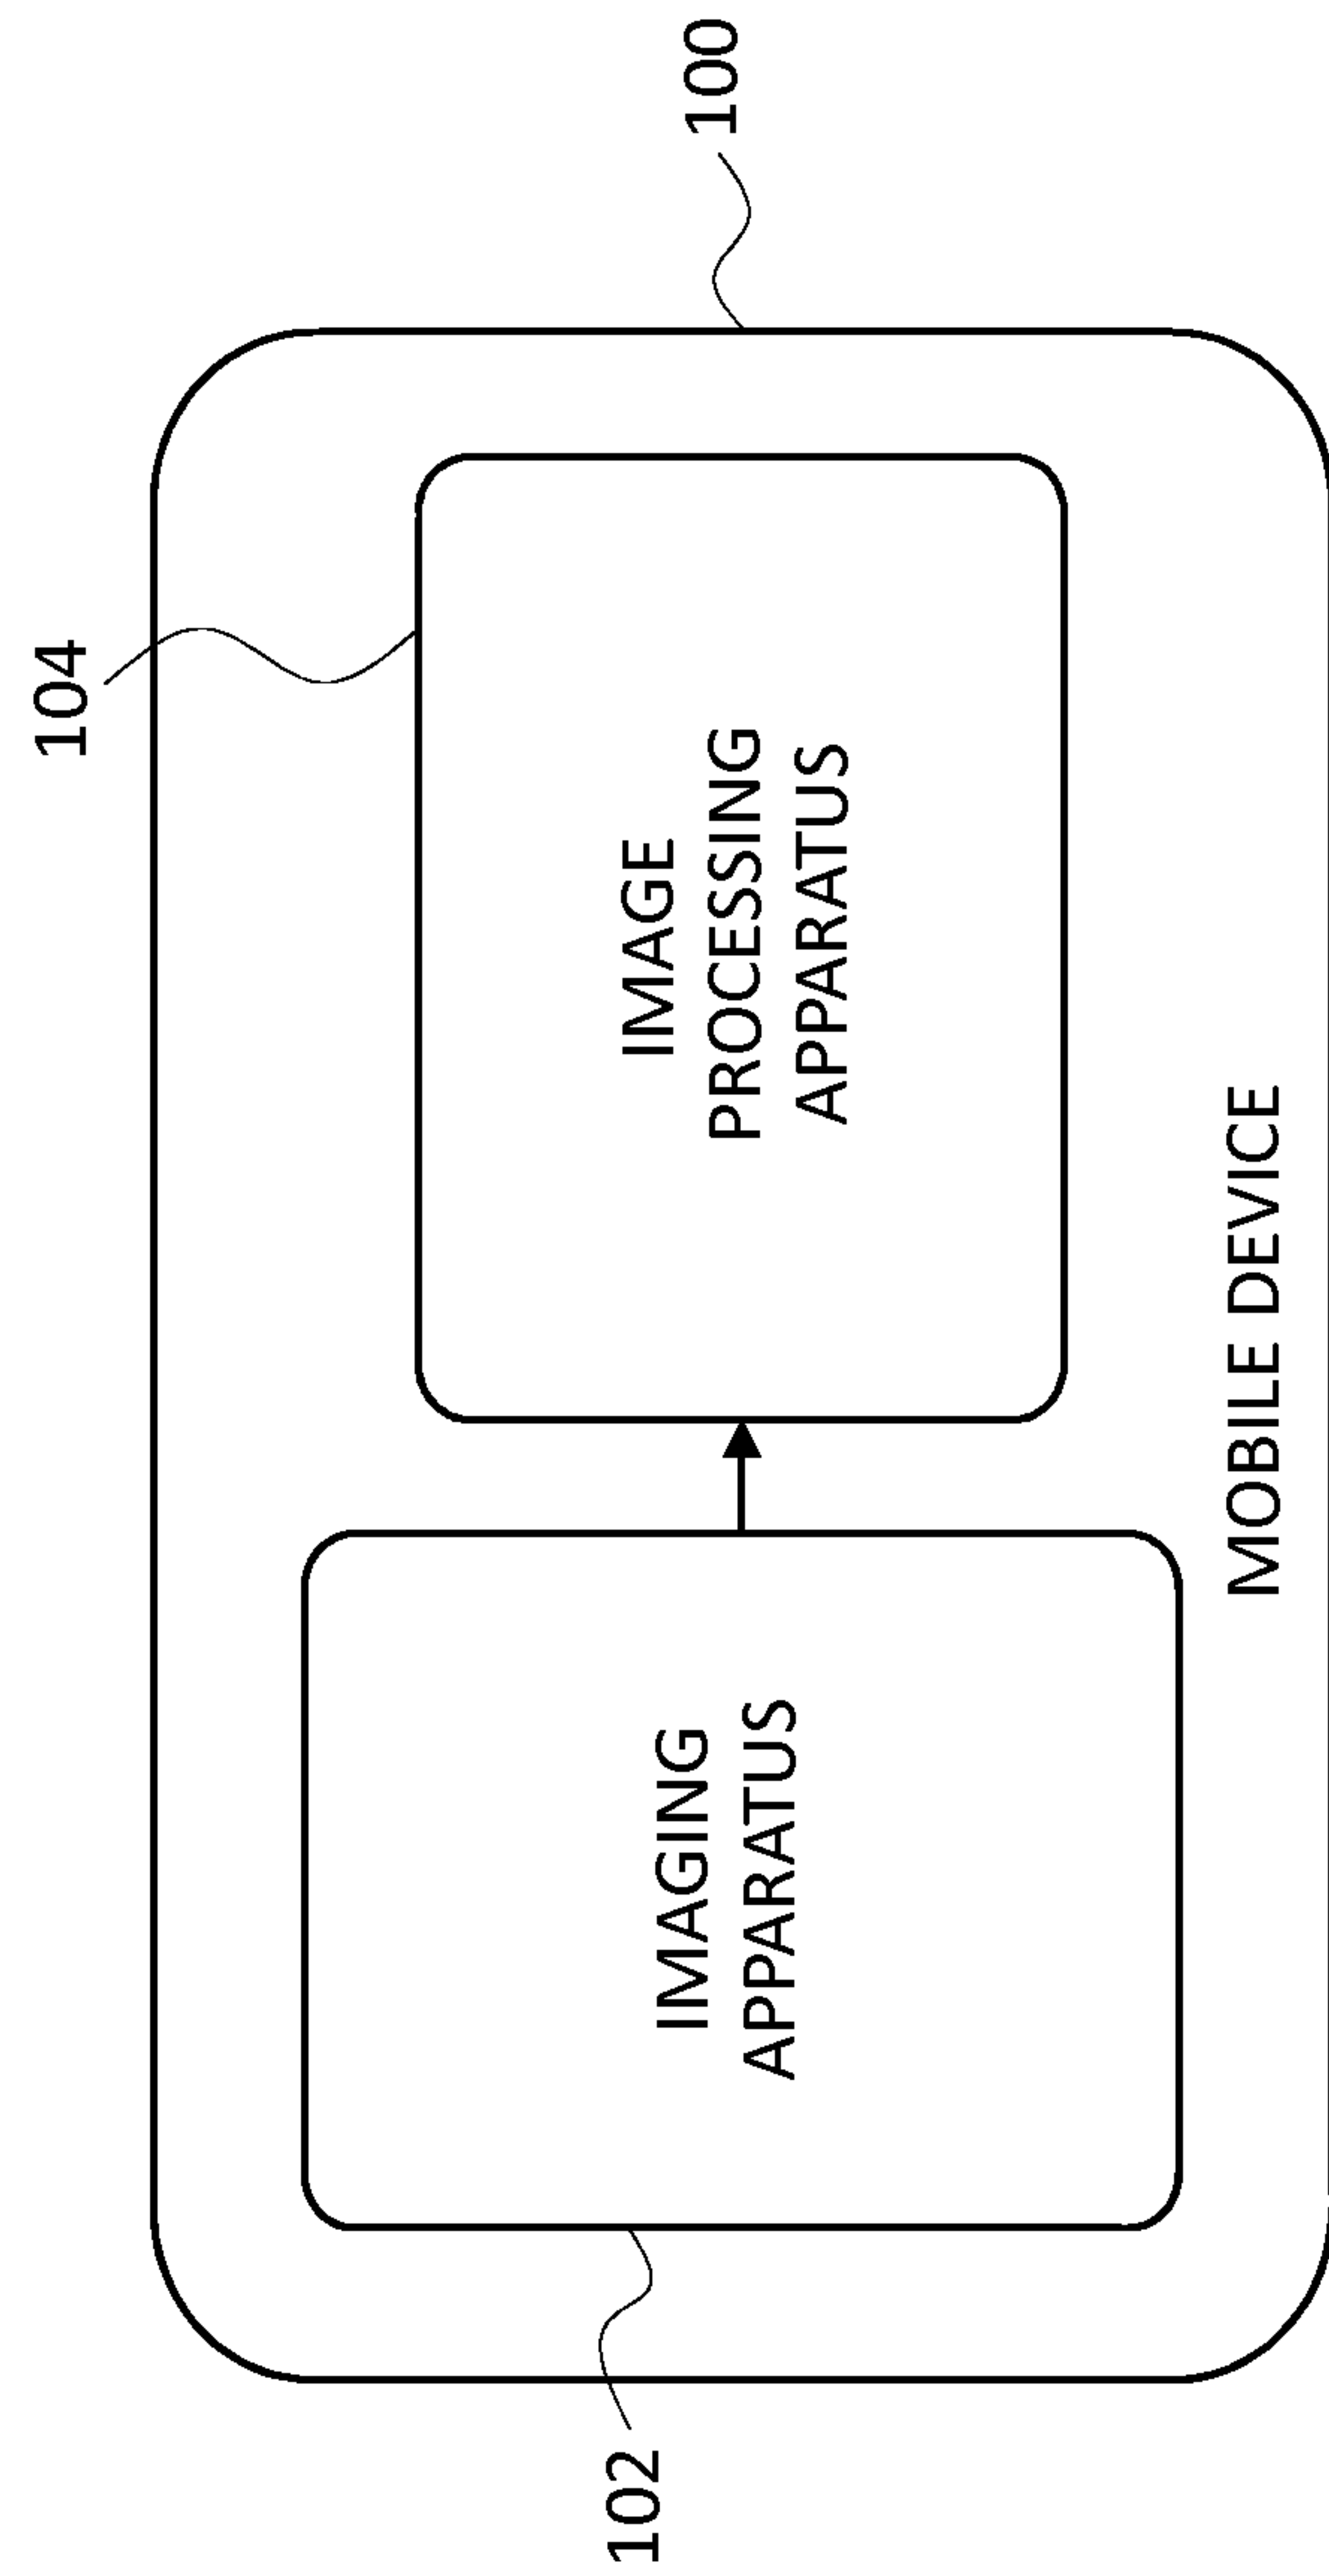 104
100
IMAGE
PROCESSING
APPARATUS
IMAGING
APPARATUS
102
MOBILE DEVICE